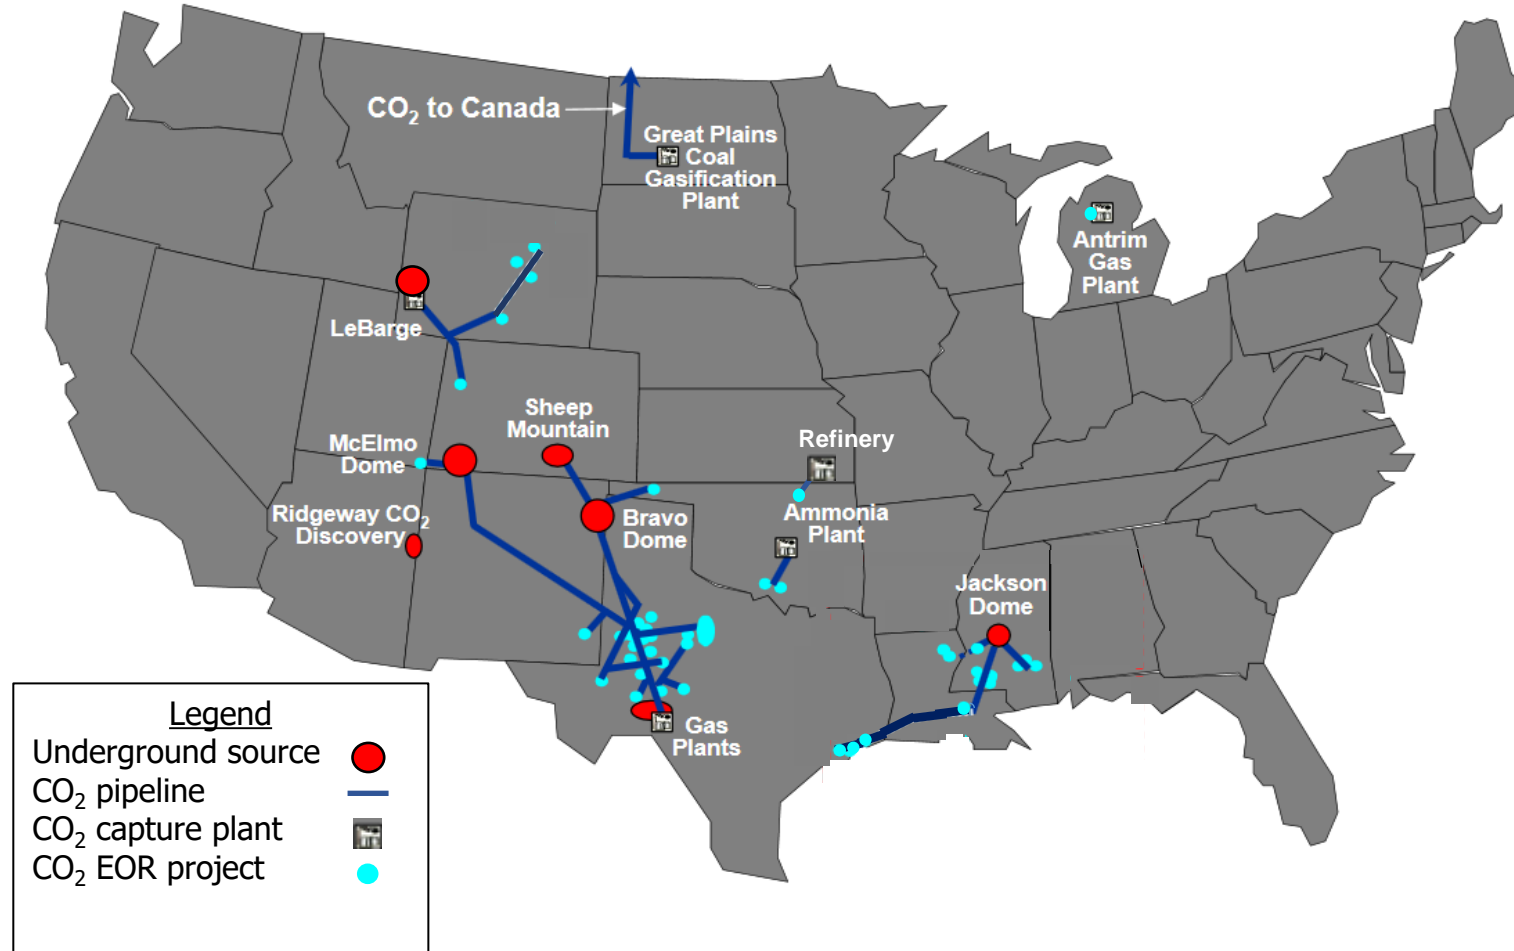 CO₂ to Canada
Great Plains
Coal
Gasification
Plant
Antrim
Gas
Plant
LeBarge
Sheep
Mountain
McElmo
Dome
Refinery
Ridgeway CO₂
Discovery
Bravo
Dome
Ammonia
Plant
Jackson
Dome
Gas
Plants
Legend
Underground source
CO₂ pipeline
CO₂ capture plant
CO₂ EOR project